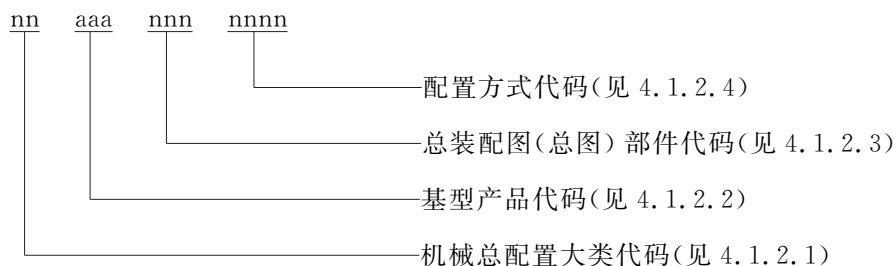 nn aaa nnn nnnn
配置方式代码(见 4.1.2.4)
总装配图(总图) 部件代码(见 4.1.2.3)
基型产品代码(见 4.1.2.2)
机械总配置大类代码(见 4.1.2.1)